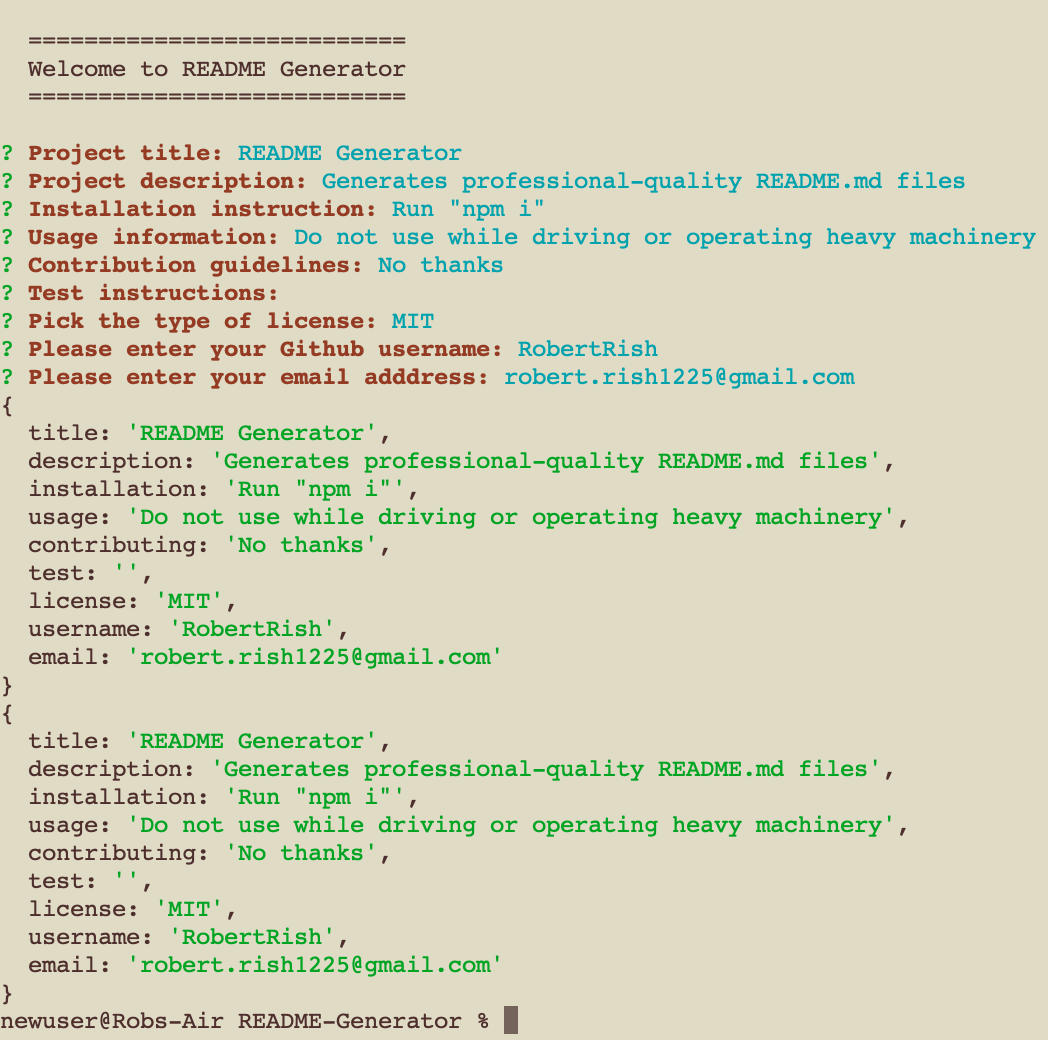 ===========================
Welcome to README Generator
===========================
? Project title: README Generator
? Project description: Generates professional-quality README.md files
? Installation instruction: Run "npm i"
? Usage information: Do not use while driving or operating heavy machinery
? Contribution guidelines: No thanks
? Test instructions:
? Pick the type of license: MIT
? Please enter your Github username: RobertRish
? Please enter your email adddress: robert.rish1225@gmail.com
{
  title: 'README Generator',
  description: 'Generates professional-quality README.md files',
  installation: 'Run "npm i"',
  usage: 'Do not use while driving or operating heavy machinery',
  contributing: 'No thanks',
  test: '',
  license: 'MIT',
  username: 'RobertRish',
  email: 'robert.rish1225@gmail.com'
}
{
  title: 'README Generator',
  description: 'Generates professional-quality README.md files',
  installation: 'Run "npm i"',
  usage: 'Do not use while driving or operating heavy machinery',
  contributing: 'No thanks',
  test: '',
  license: 'MIT',
  username: 'RobertRish',
  email: 'robert.rish1225@gmail.com'
}
newuser@Robs-Air README-Generator %